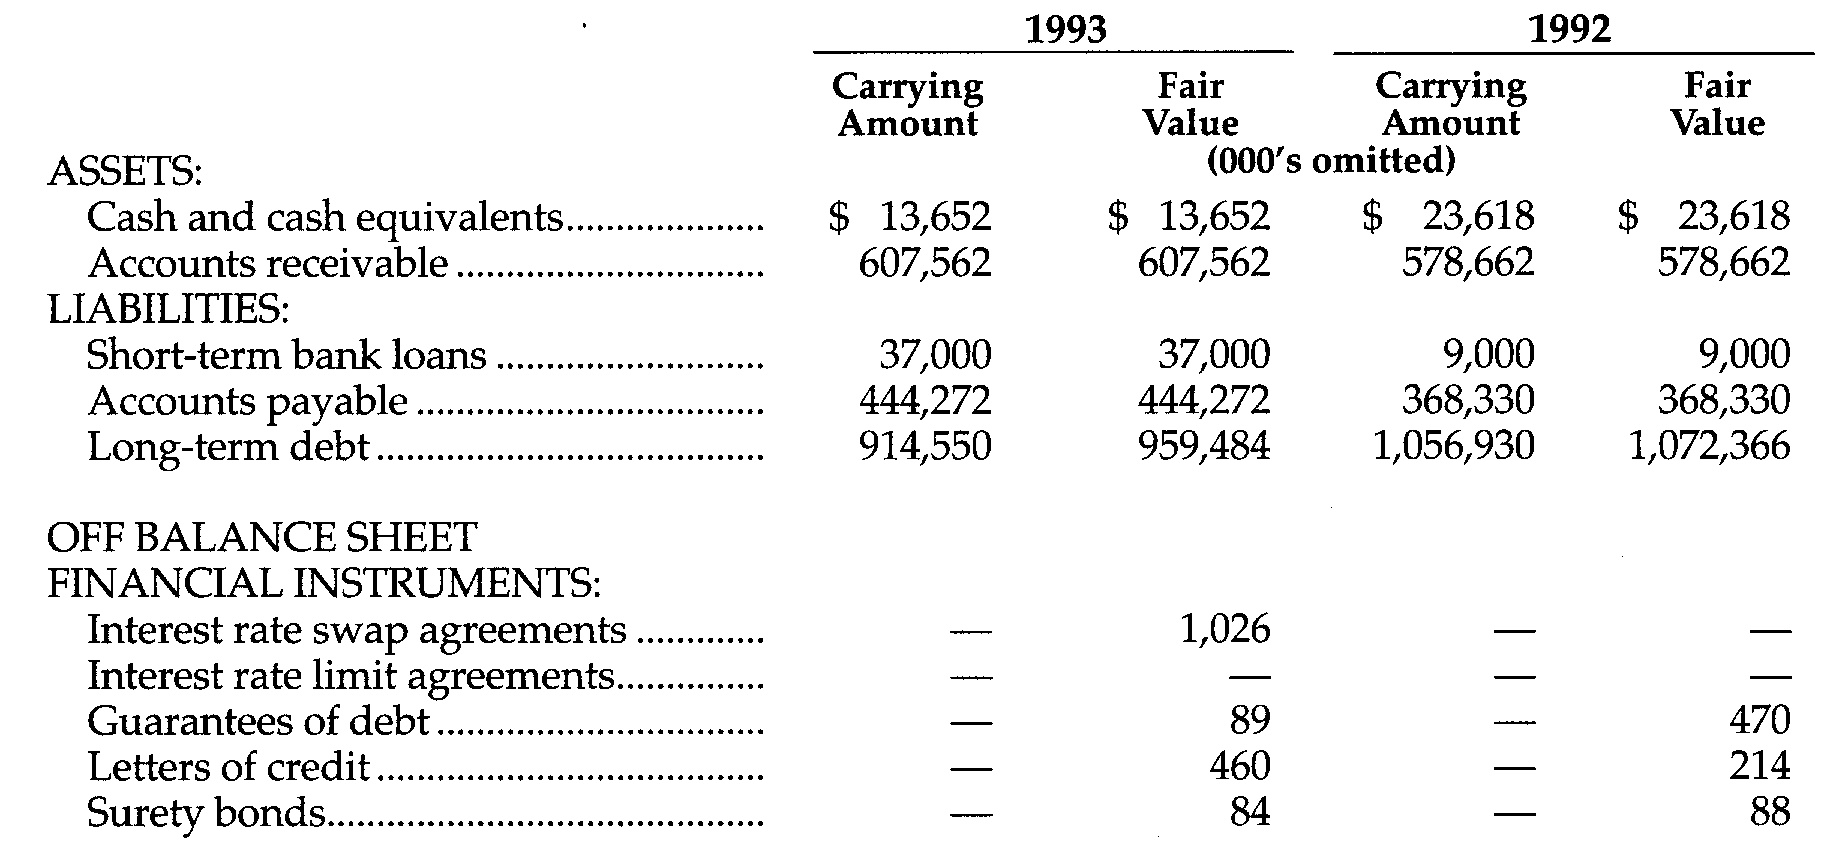 1993 1992
Carrying Fair Carrying Fair
Amount Value Amount Value
ASSETS: (000's omitted)
Cash and cash equivalents.................... $ 13,652 $ 13,652 $ 23,618 $ 23,618
Accounts receivable ............................... 607,562 607,562 578,662 578,662
LIABILITIES:
Short-term bank loans ........................... 37,000 37,000 9,000 9,000
Accounts payable ................................... 444,272 444,272 368,330 368,330
Long-term debt ....................................... 914,550 959,484 1,056,930 1,072,366
OFF BALANCE SHEET
FINANCIAL INSTRUMENTS:
Interest rate swap agreements ............. — 1,026 — —
Interest rate limit agreements............... — — — —
Guarantees of debt ................................. — 89 — 470
Letters of credit ....................................... — 460 — 214
Surety bonds............................................ — 84 — 88